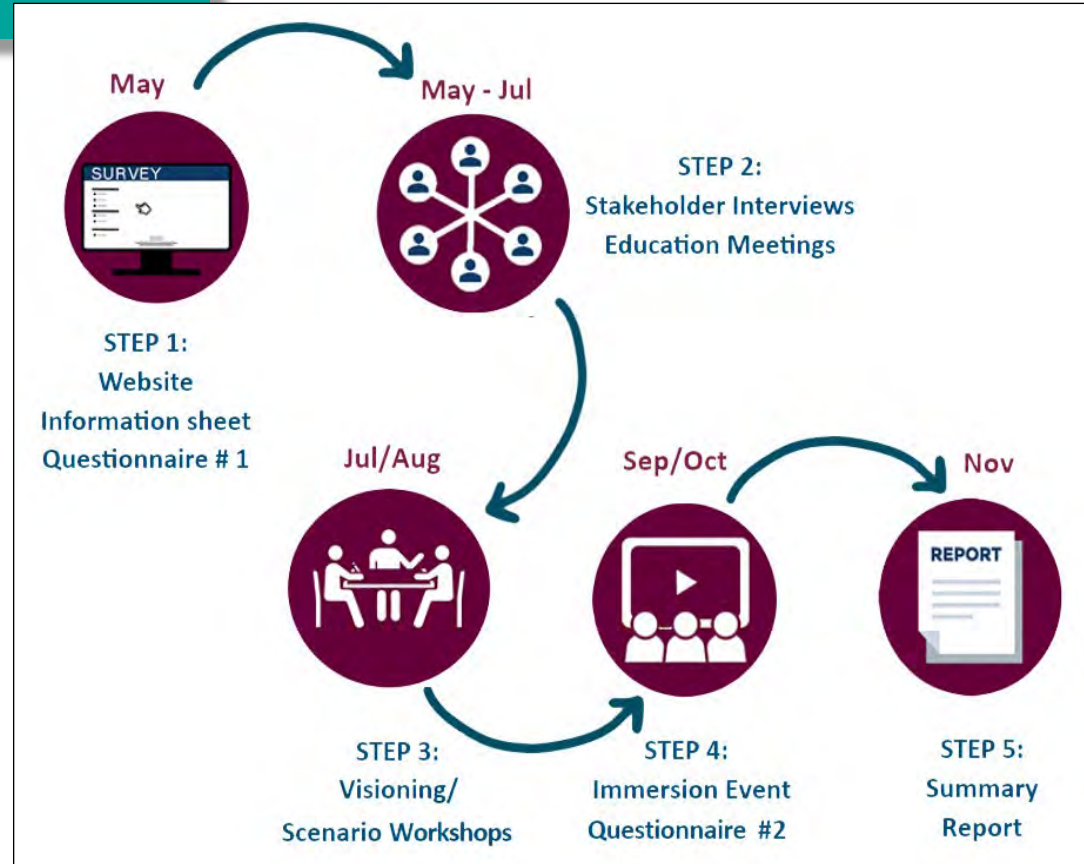 May
SURVEY
STEP 1:
Website
Information sheet
Questionnaire # 1
May - Jul
STEP 2:
Stakeholder Interviews
Education Meetings
Jul/Aug
STEP 3:
Visioning/
Scenario Workshops
Sep/Oct
STEP 4:
Immersion Event
Questionnaire #2
Nov
REPORT
STEP 5:
Summary
Report